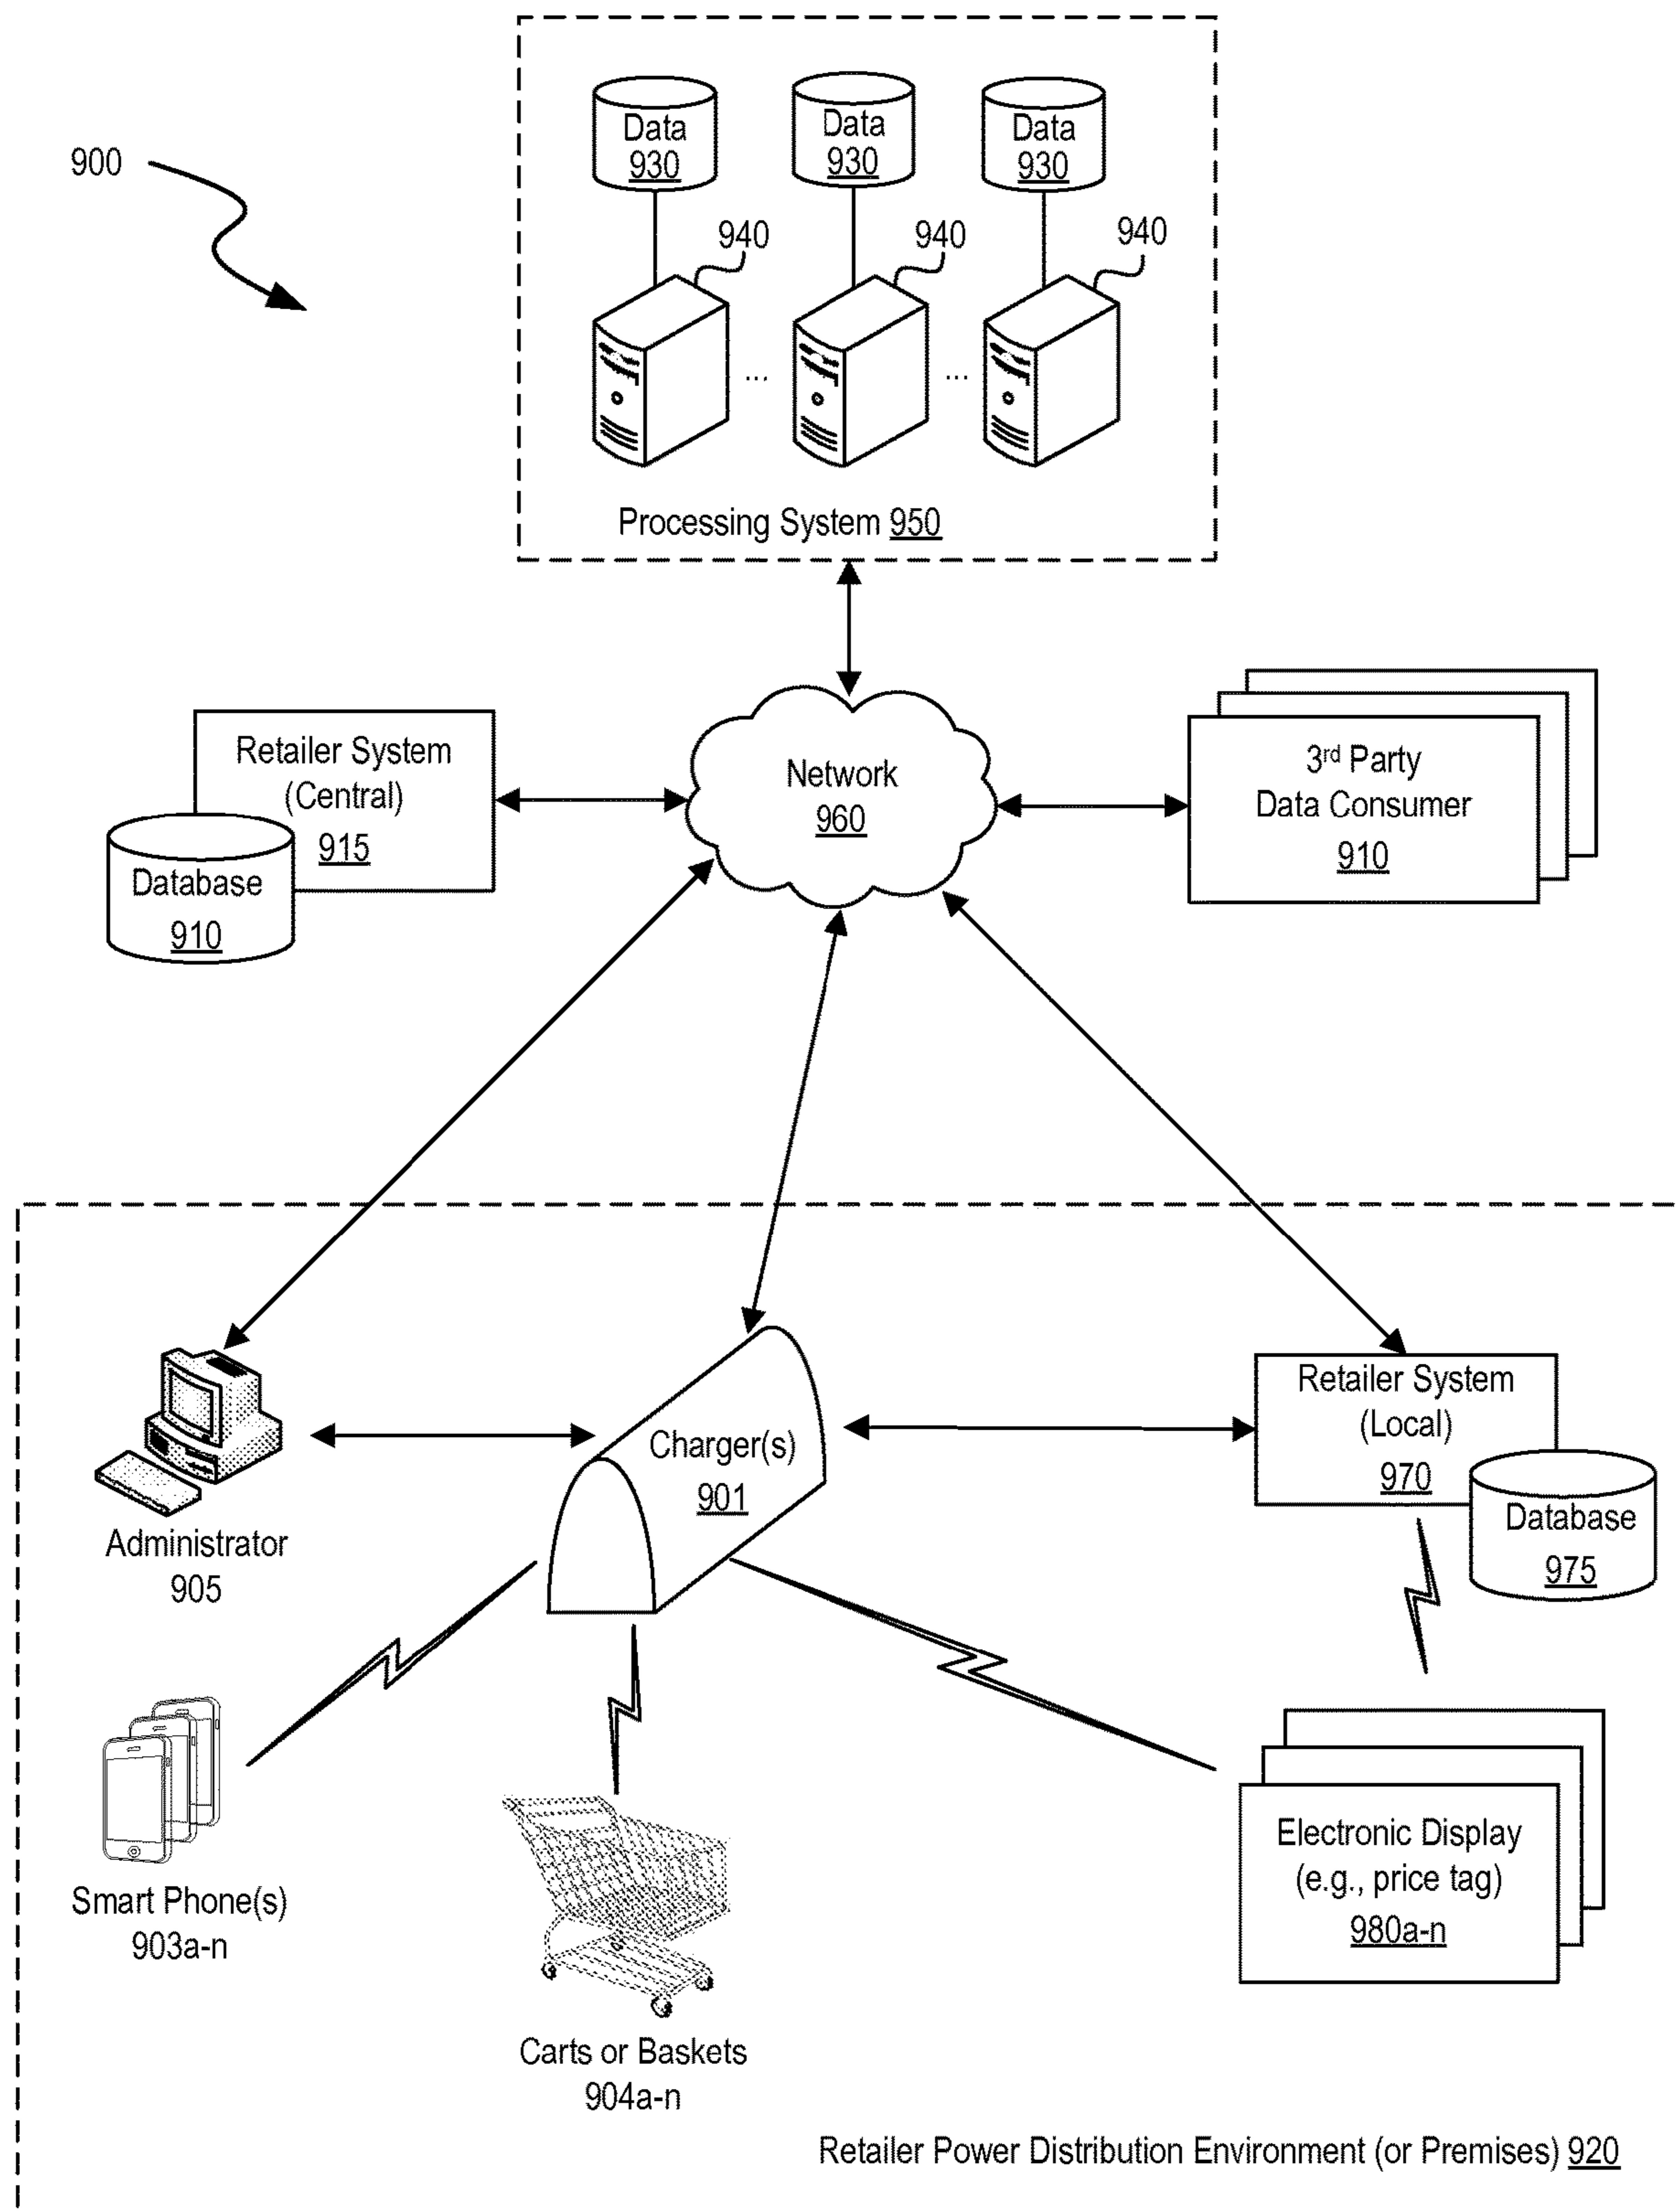 900
Data
930
Data
930
Data
930
940
940
940
...
...
Processing System 950
Retailer System
(Central)
915
Database
910
Network
960
3rd Party
Data Consumer
910
Administrator
905
Charger(s)
901
Retailer System
(Local)
970
Database
975
Smart Phone(s)
903a-n
Carts or Baskets
904a-n
Electronic Display
(e.g., price tag)
980a-n
Retailer Power Distribution Environment (or Premises) 920